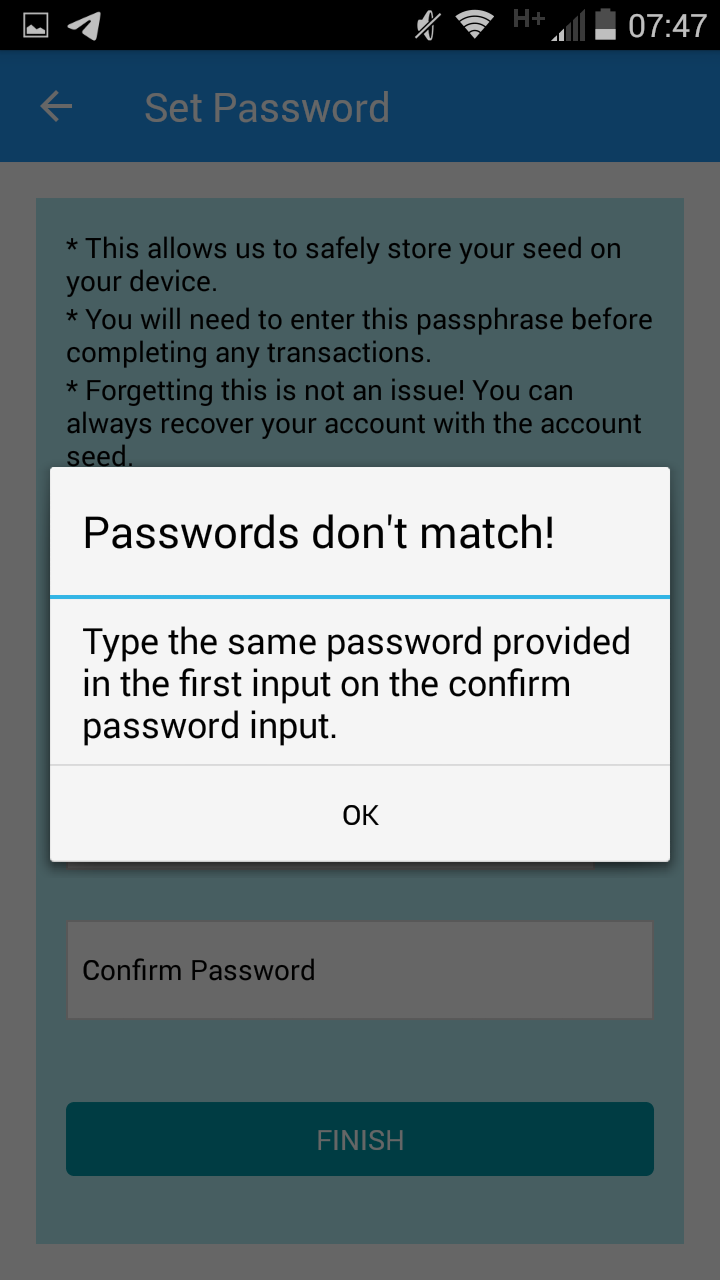 H+ 07:47
Set Password
* This allows us to safely store your seed on
your device.
* You will need to enter this passphrase before
completing any transactions.
* Forgetting this is not an issue! You can
always recover your account with the account
seed.
Passwords don't match!
Type the same password provided
in the first input on the confirm
password input.
OK
Confirm Password
FINISH